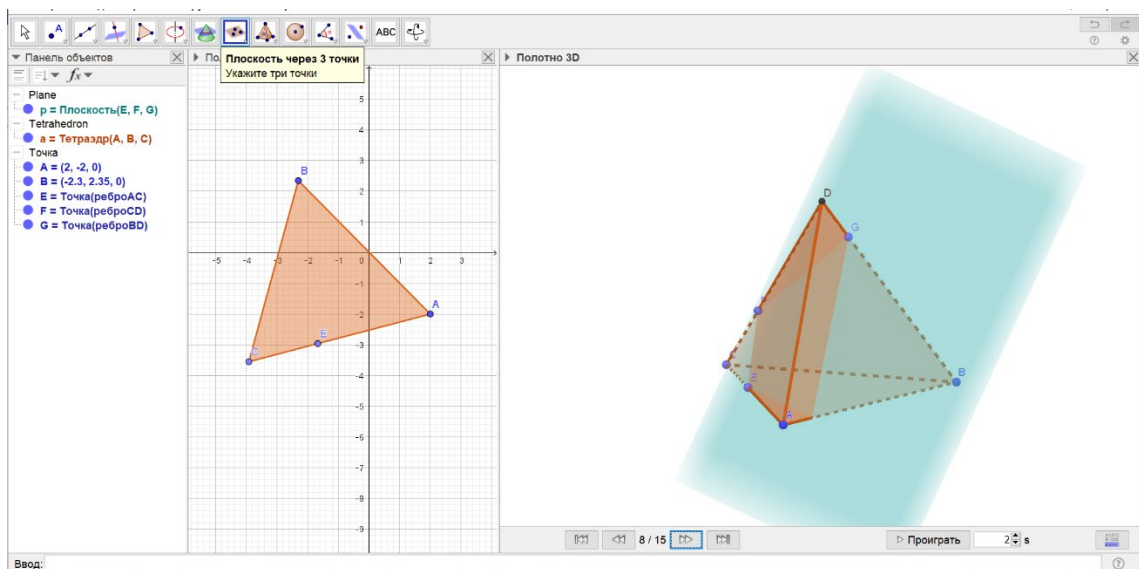 ABC
Панель объектов
Полотно 3D
Плоскость через 3 точки
Укажите три точки
fx
Plane
p = Плоскость(E, F, G)
Tetrahedron
a = Тетраэдр(A, B, C)
Точка
A = (2, -2, 0)
B = (-2.3, 2.35, 0)
E = Точка(реброAC)
F = Точка(реброCD)
G = Точка(реброBD)
5
4
3
2
1
-5 -4 -3 -2 -1 0 1 2 3
-1
-2
-3
-4
-5
-6
-7
-8
-9
B
A
E
C
D
G
E
B
A
8 / 15
Проиграть
2 s
Ввод: